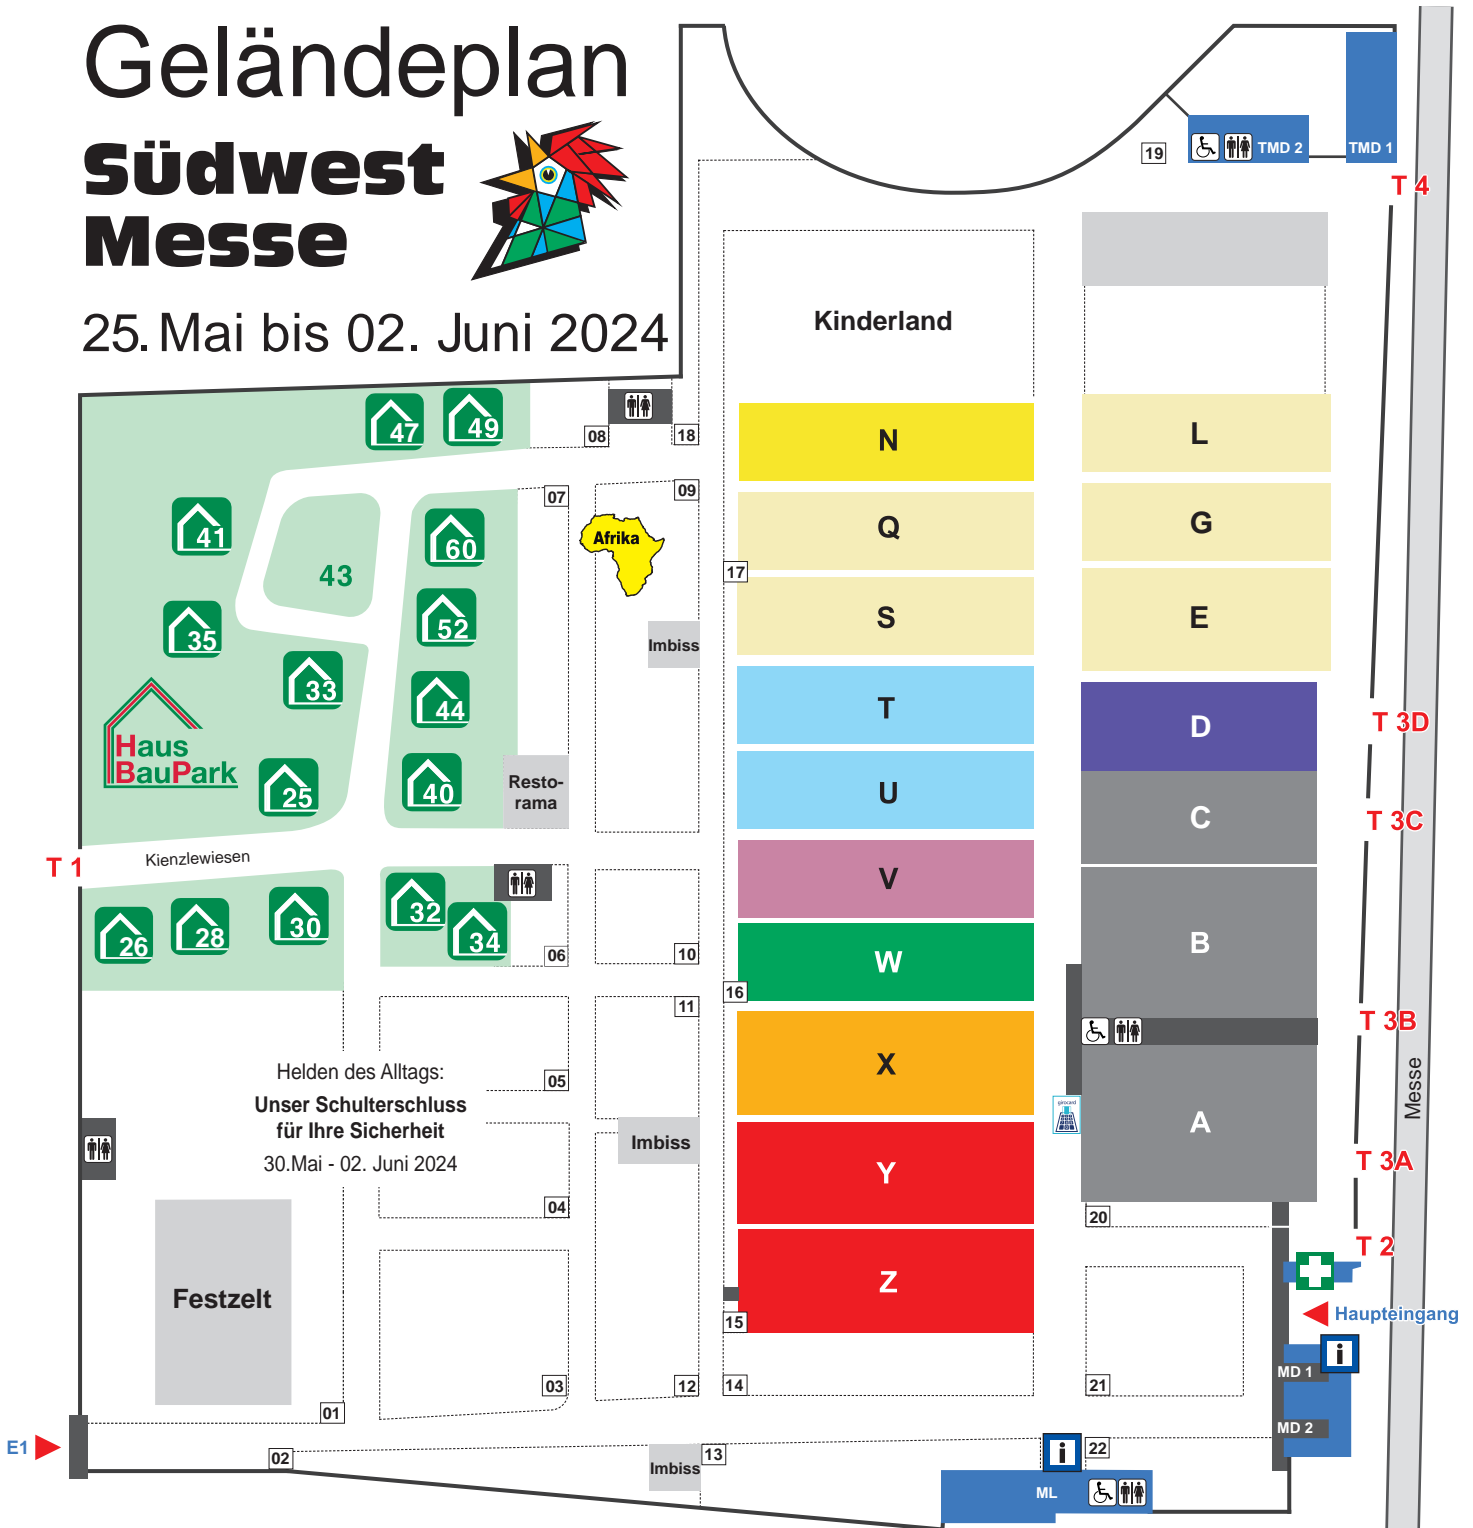 Geländeplan
Südwest
Messe
25. Mai bis 02. Juni 2024
19
TMD 2
TMD 1
T 4
Kinderland
47
49
08
18
N
L
07
09
41
60
Afrika
Q
G
43
17
35
52
Imbiss
S
E
33
44
T
D
T 3D
Haus
BauPark
25
40
Resto-
rama
U
C
T 3C
T 1
Kienzlewiesen
V
26
28
30
32
34
06
10
W
B
16
11
T 3B
Helden des Alltags:
Unser Schulterschluss
für Ihre Sicherheit
30.Mai - 02. Juni 2024
05
X
Messe
girocard
A
Imbiss
T 3A
Y
04
20
T 2
Festzelt
Z
Haupteingang
15
i
MD 1
03
12
14
21
01
MD 2
E1
02
13
i
22
Imbiss
ML